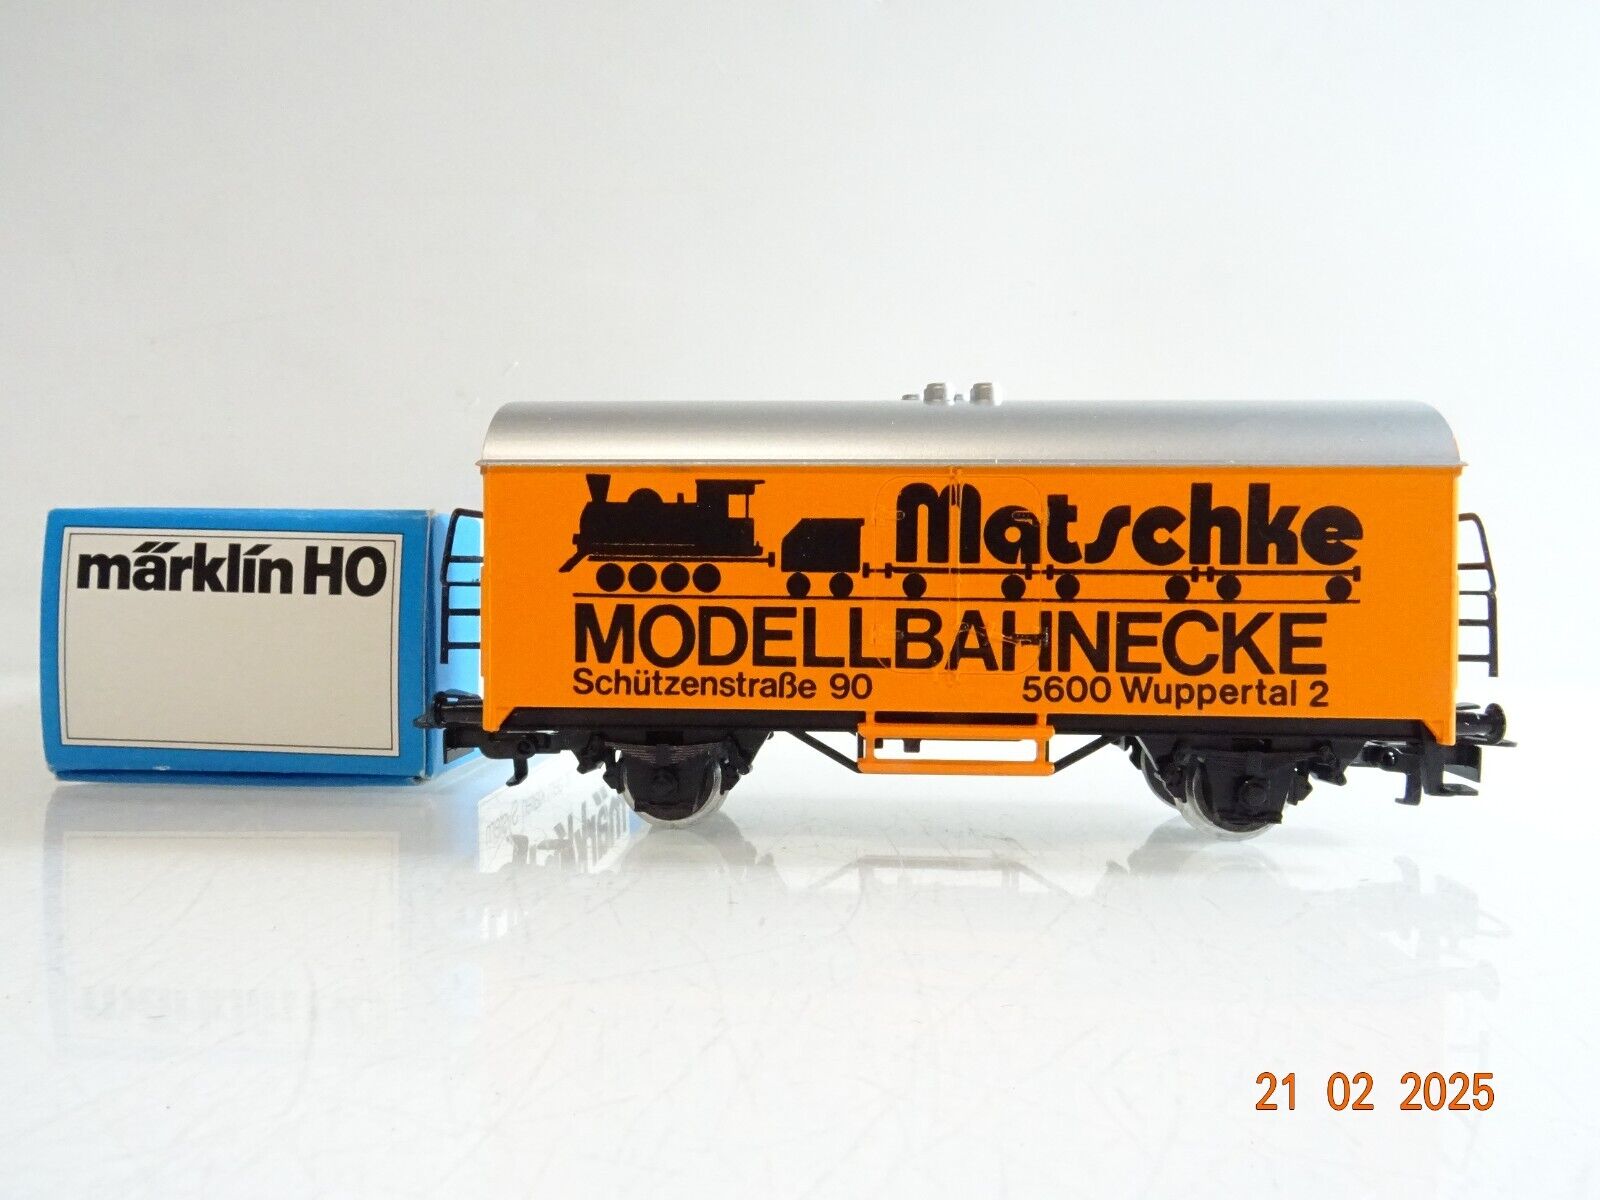 märklin HO
Matschke
MODELLBAHNECKE
Schützenstraße 90 5600 Wuppertal 2
21 02 2025